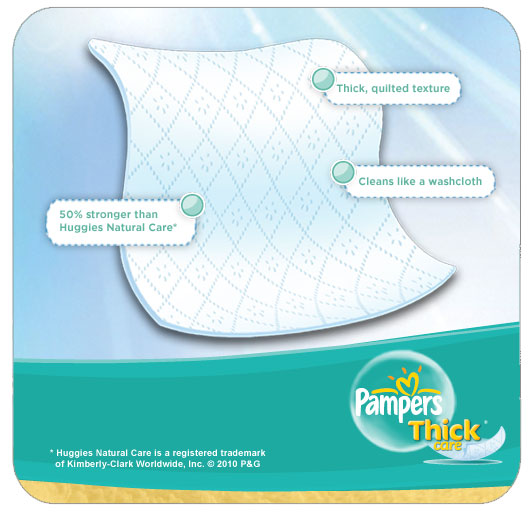 Thick, quilted texture
Cleans like a washcloth
50% stronger than
Huggies Natural Care*
Pampers
Thick
care
* Huggies Natural Care is a registered trademark
of Kimberly-Clark Worldwide, Inc. © 2010 P&G